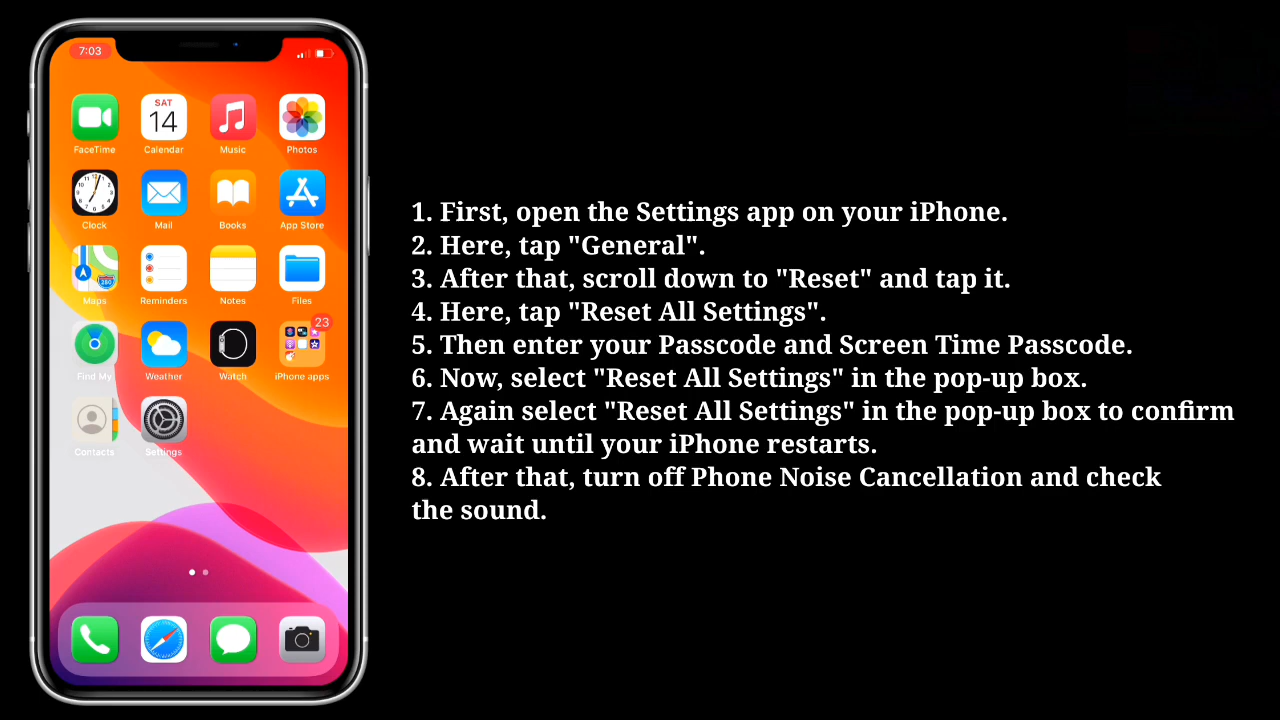 7:03
SAT
14
FaceTime
Calendar
Music
Photos
Clock
Mail
Books
App Store
280
Maps
Reminders
Notes
Files
23
Find My
Weather
Watch
iPhone apps
Contacts
Settings
1. First, open the Settings app on your iPhone.
2. Here, tap "General".
3. After that, scroll down to "Reset" and tap it.
4. Here, tap "Reset All Settings".
5. Then enter your Passcode and Screen Time Passcode.
6. Now, select "Reset All Settings" in the pop-up box.
7. Again select "Reset All Settings" in the pop-up box to confirm
and wait until your iPhone restarts.
8. After that, turn off Phone Noise Cancellation and check
the sound.